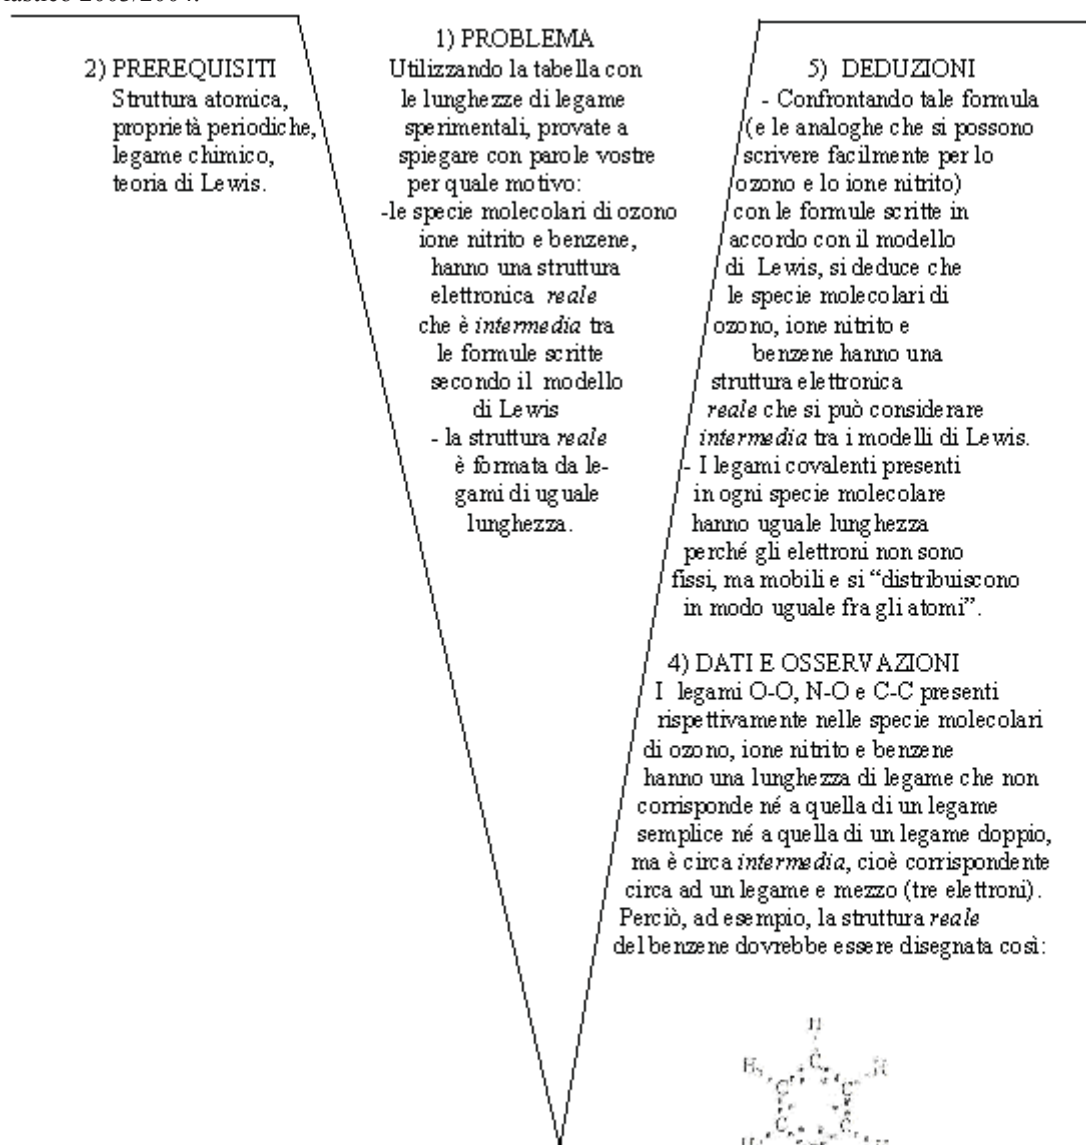 2003/2004.
1) PROBLEMA
Utilizzando la tabella con
le lunghezze di legame
sperimentali, provate a
spiegare con parole vostre
per quale motivo:
-le specie molecolari di ozono
ione nitrito e benzene,
hanno una struttura
elettronica reale
che è intermedia tra
le formule scritte
secondo il modello
di Lewis
- la struttura reale
è formata da le-
gami di uguale
lunghezza.
2) PREREQUISITI
Struttura atomica,
proprietà periodiche,
legame chimico,
teoria di Lewis.
5) DEDUZIONI
- Confrontando tale formula
(e le analoghe che si possono
scrivere facilmente per lo
ozono e lo ione nitrito)
con le formule scritte in
accordo con il modello
di Lewis, si deduce che
le specie molecolari di
ozono, ione nitrito e
benzene hanno una
struttura elettronica
reale che si può considerare
intermedia tra i modelli di Lewis.
- I legami covalenti presenti
in ogni specie molecolare
hanno uguale lunghezza
perché gli elettroni non sono
fissi, ma mobili e si “distribuiscono
in modo uguale fra gli atomi”.
4) DATI E OSSERVAZIONI
I legami O-O, N-O e C-C presenti
rispettivamente nelle specie molecolari
di ozono, ione nitrito e benzene
hanno una lunghezza di legame che non
corrisponde né a quella di un legame
semplice né a quella di un legame doppio,
ma è circa intermedia, cioè corrispondente
circa ad un legame e mezzo (tre elettroni).
Perciò, ad esempio, la struttura reale
del benzene dovrebbe essere disegnata così:
H
H C H
C C
C C